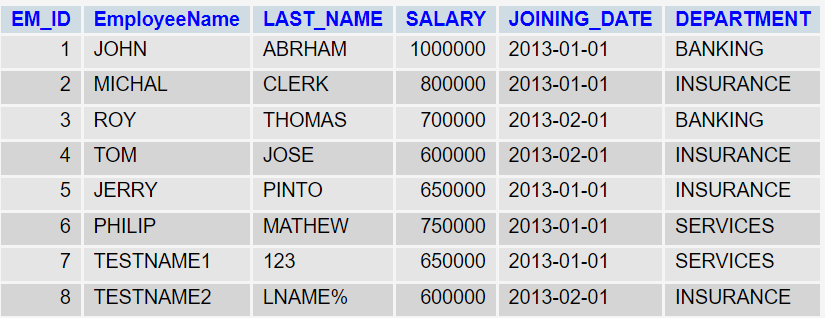 EM_ID EmployeeName LAST_NAME SALARY JOINING_DATE DEPARTMENT
1 JOHN ABRHAM 1000000 2013-01-01 BANKING
2 MICHAL CLERK 800000 2013-01-01 INSURANCE
3 ROY THOMAS 700000 2013-02-01 BANKING
4 TOM JOSE 600000 2013-02-01 INSURANCE
5 JERRY PINTO 650000 2013-01-01 INSURANCE
6 PHILIP MATHEW 750000 2013-01-01 SERVICES
7 TESTNAME1 123 650000 2013-01-01 SERVICES
8 TESTNAME2 LNAME% 600000 2013-02-01 INSURANCE